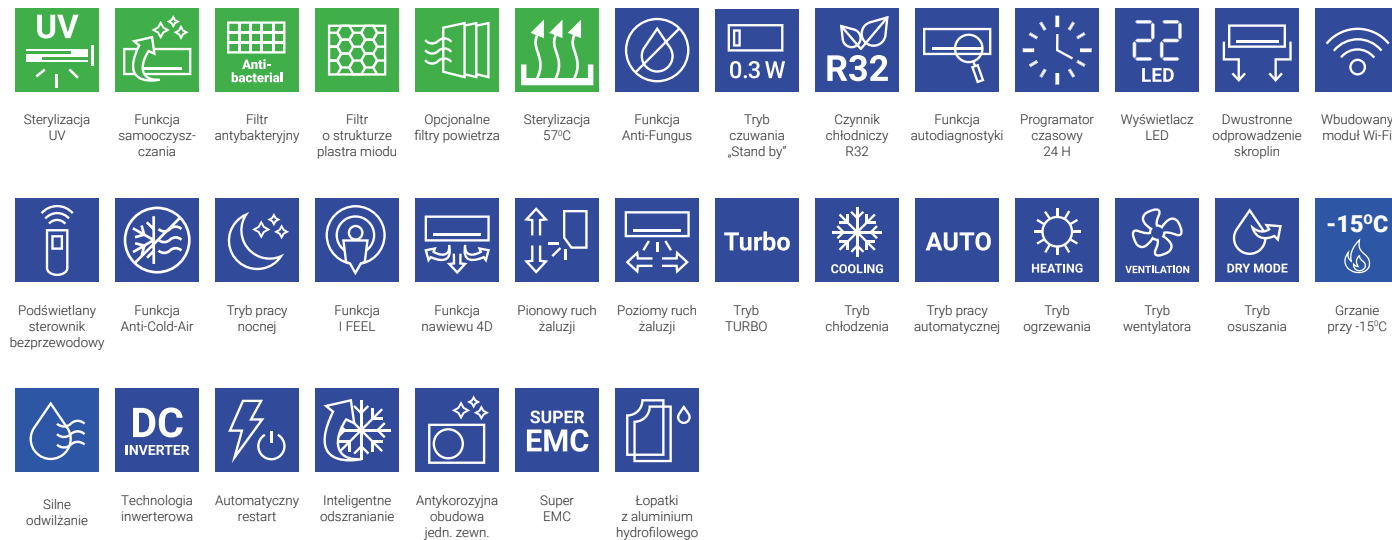 UV
Anti-
bacterial
0.3 W
R32
22
LED
Sterylizacja
UV
Funkcja
samooczysz-
czania
Filtr
antybakteryjny
Filtr
o strukturze
plastra miodu
Opcjonalne
filtry powietrza
Sterylizacja
57⁰C
Funkcja
Anti-Fungus
Tryb
czuwania
„Stand by”
Czynnik
chłodniczy
R32
Funkcja
autodiagnostyki
Programator
czasowy
24 H
Wyświetlacz
LED
Dwustronne
odprowadzenie
skroplin
Wbudowany
moduł Wi-Fi
Turbo
COOLING
AUTO
HEATING
VENTILATION
DRY MODE
-15⁰C
Podświetlany
sterownik
bezprzewodowy
Funkcja
Anti-Cold-Air
Tryb pracy
nocnej
Funkcja
I FEEL
Funkcja
nawiewu 4D
Pionowy ruch
żaluzji
Poziomy ruch
żaluzji
Tryb
TURBO
Tryb
chłodzenia
Tryb pracy
automatycznej
Tryb
ogrzewania
Tryb
wentylatora
Tryb
osuszania
Grzanie
przy -15⁰C
DC
INVERTER
SUPER
EMC
Silne
odwilżanie
Technologia
inwerterowa
Automatyczny
restart
Inteligentne
odszranianie
Antykorozyjna
obudowa
jedn. zewn.
Super
EMC
Łopatki
z aluminium
hydrofilowego